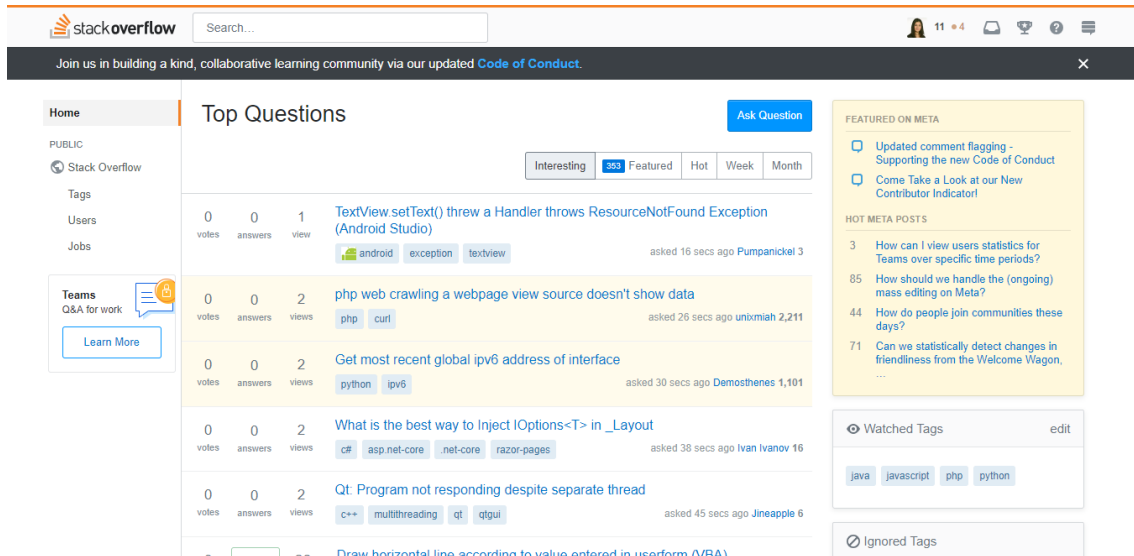 stackoverflow
Search...
11 ●4
Join us in building a kind, collaborative learning community via our updated Code of Conduct.
Home
PUBLIC
Stack Overflow
Tags
Users
Jobs
Teams
Q&A for work
Learn More
Top Questions
Ask Question
Interesting 353 Featured Hot Week Month
0 votes 0 answers 1 view
TextView.setText() threw a Handler throws ResourceNotFound Exception
(Android Studio)
android exception textview
asked 16 secs ago Pumpanickel 3
0 votes 0 answers 2 views
php web crawling a webpage view source doesn't show data
php curl
asked 26 secs ago unixmiah 2,211
0 votes 0 answers 2 views
Get most recent global ipv6 address of interface
python ipv6
asked 30 secs ago Demosthenes 1,101
0 votes 0 answers 2 views
What is the best way to Inject IOptions<T> in _Layout
c# asp.net-core .net-core razor-pages
asked 38 secs ago Ivan Ivanov 16
0 votes 0 answers 2 views
Qt: Program not responding despite separate thread
c++ multithreading qt qtgui
asked 45 secs ago Jineapple 6
Draw horizontal line according to value entered in userform (VBA)
FEATURED ON META
Updated comment flagging -
Supporting the new Code of Conduct
Come Take a Look at our New
Contributor Indicator!
HOT META POSTS
3 How can I view users statistics for
Teams over specific time periods?
85 How should we handle the (ongoing)
mass editing on Meta?
44 How do people join communities these
days?
71 Can we statistically detect changes in
friendliness from the Welcome Wagon,
...
Watched Tags edit
java javascript php python
Ignored Tags